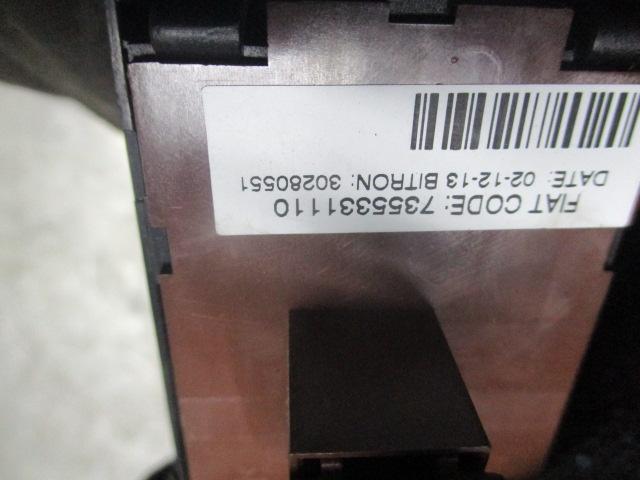 FIAT CODE: 7355331110
DATE: 02-12-13 BITRON: 30280551